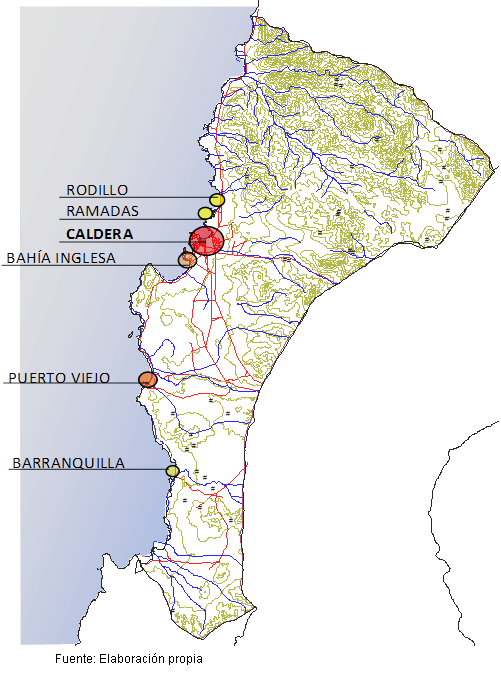 RODILLO
RAMADAS
CALDERA
BAHÍA INGLESA
PUERTO VIEJO
BARRANQUILLA
Fuente: Elaboración propia